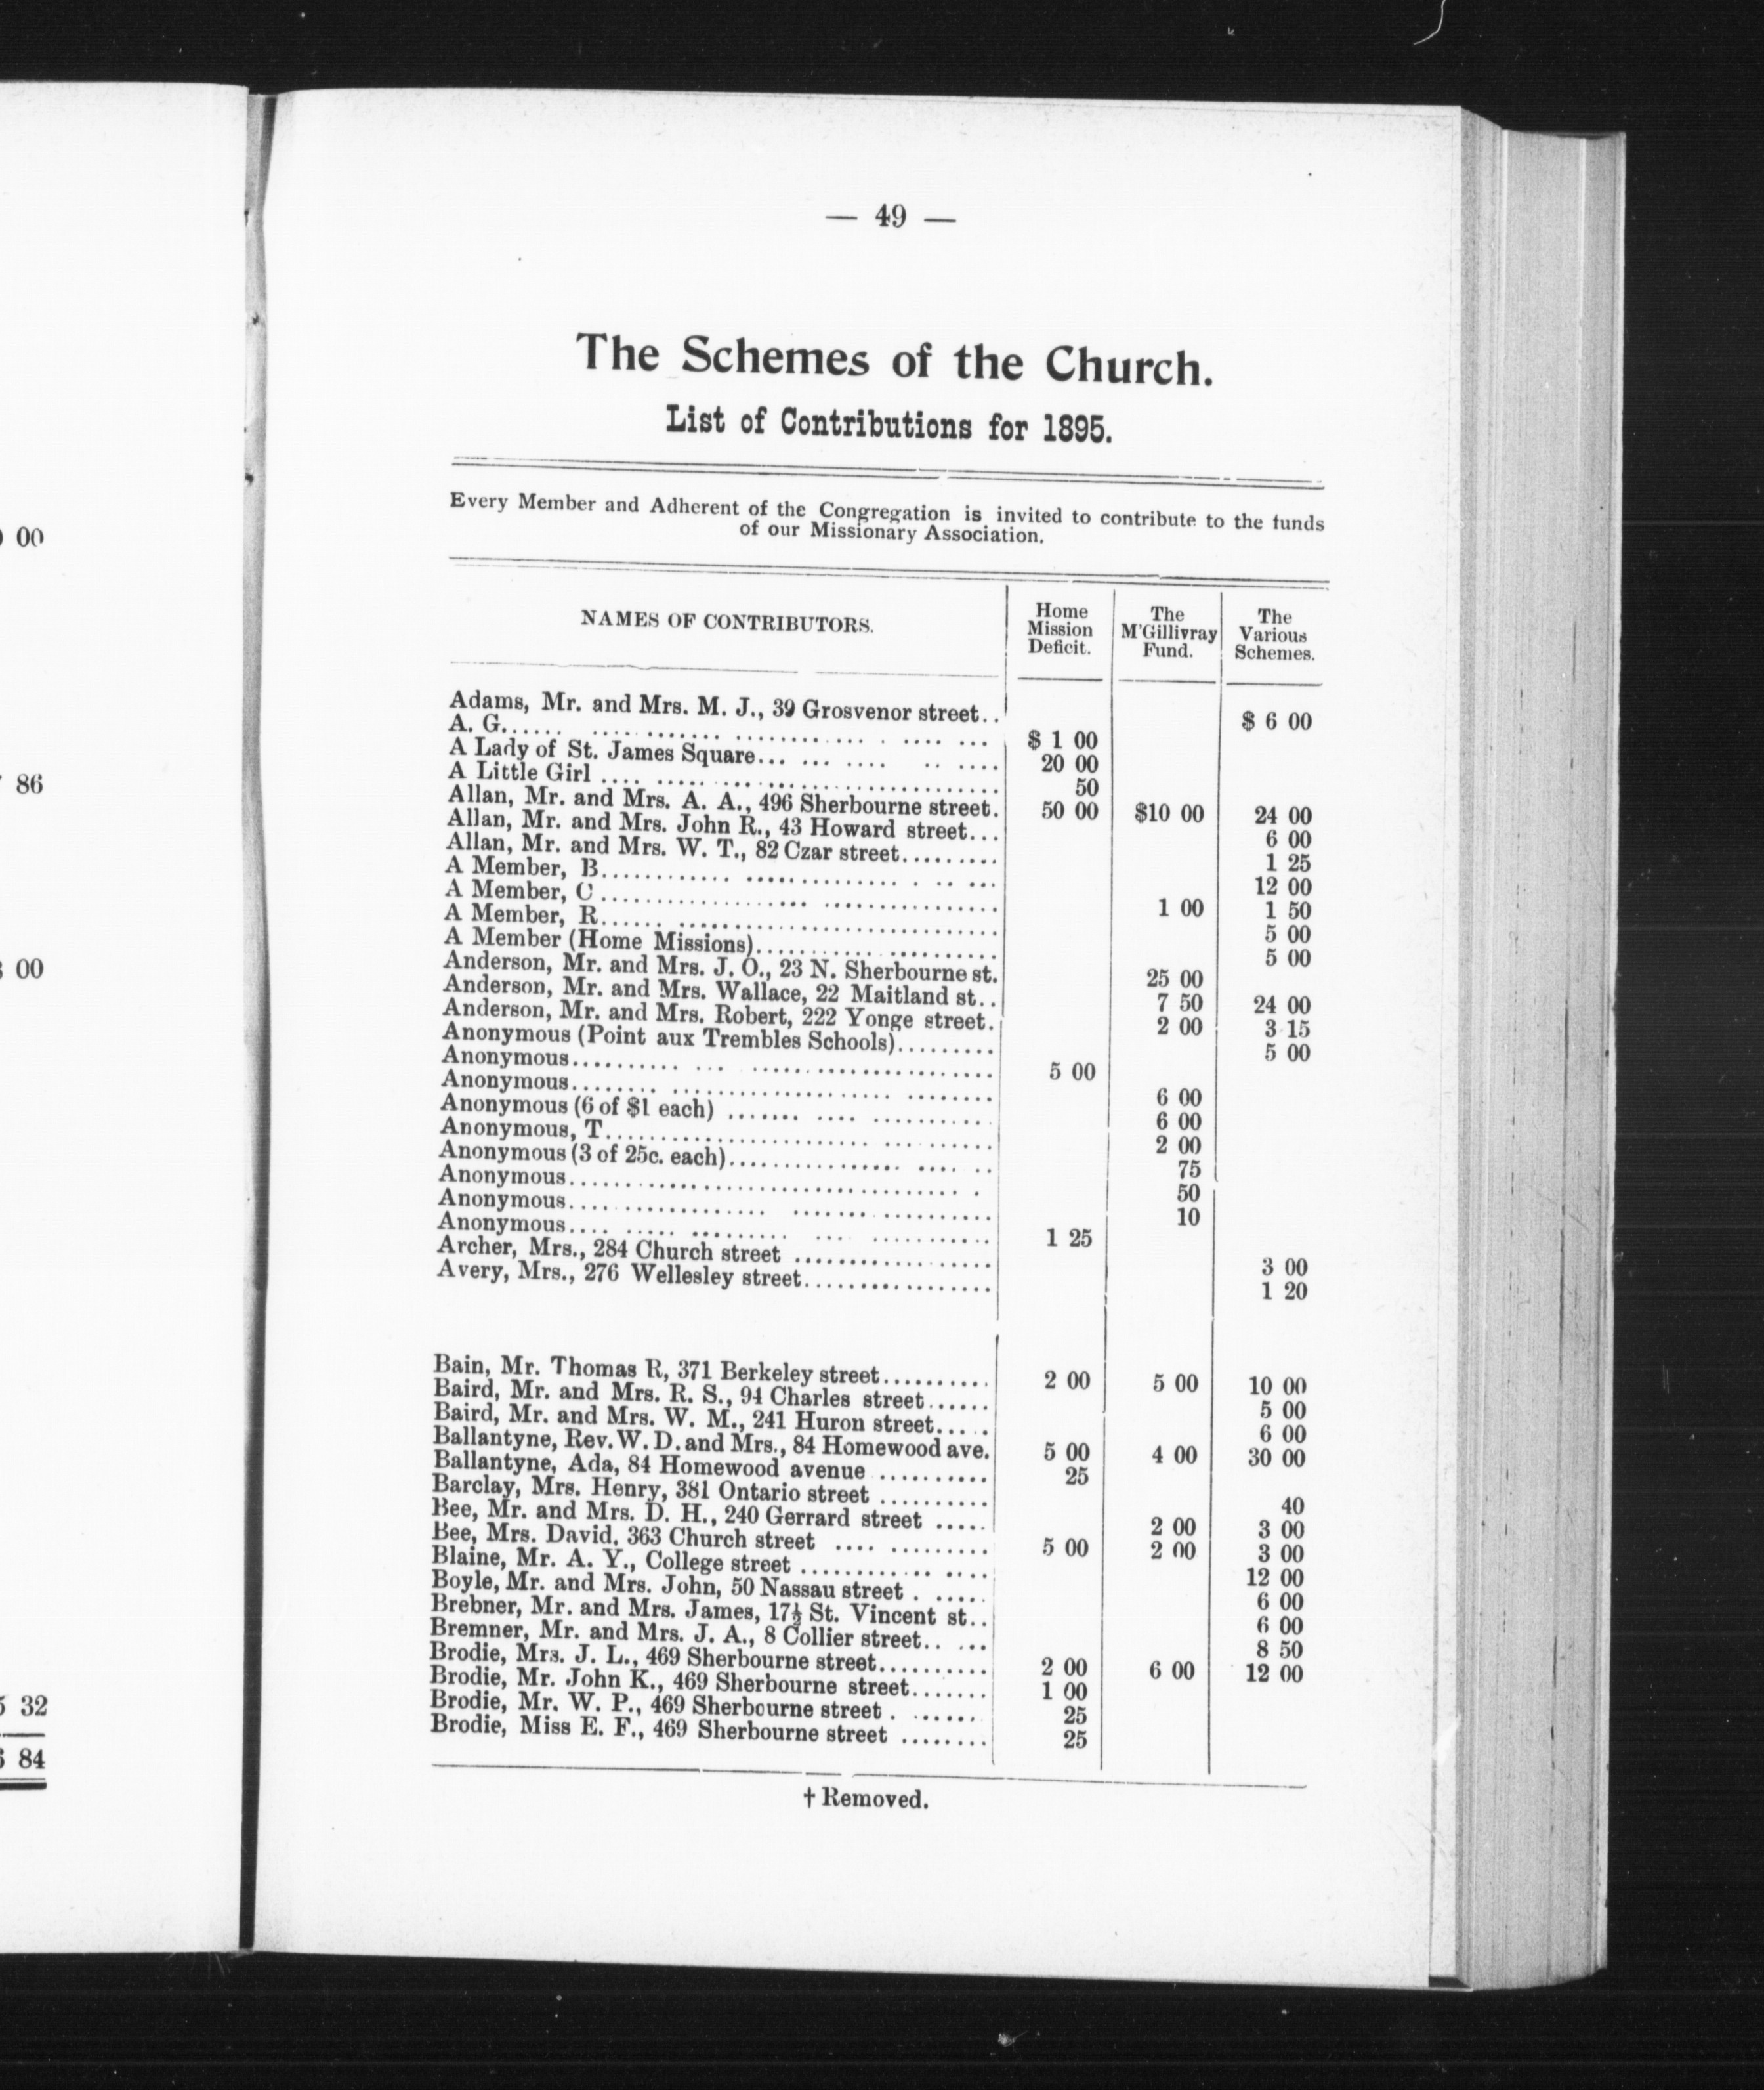 00
86
00
32
84
— 49 —
The Schemes of the Church.
List of Contributions for 1895.
Every Member and Adherent of the Congregation is invited to contribute to the funds
of our Missionary Association.
NAMES OF CONTRIBUTORS. Home Mission Deficit. The M'Gillivray Fund. The Various Schemes.
Adams, Mr. and Mrs. M. J., 39 Grosvenor street.. $ 6 00
A. G...... $ 1 00
A Lady of St. James Square... 20 00
A Little Girl .... 50
Allan, Mr. and Mrs. A. A., 496 Sherbourne street. 50 00 $10 00 24 00
Allan, Mr. and Mrs. John R., 43 Howard street... 6 00
Allan, Mr. and Mrs. W. T., 82 Czar street......... 1 25
A Member, B............ 12 00
A Member, C ............ 1 00 1 50
A Member, R...... 5 00
A Member (Home Missions)............ 5 00
Anderson, Mr. and Mrs. J. O., 23 N. Sherbourne st. 25 00
Anderson, Mr. and Mrs. Wallace, 22 Maitland st.. 7 50 24 00
Anderson, Mr. and Mrs. Robert, 222 Yonge street. 2 00 3 15
Anonymous (Point aux Trembles Schools)......... 5 00
Anonymous.......... 5 00
Anonymous........ 6 00
Anonymous (6 of $1 each) ....... 6 00
Anonymous, T............ 2 00
Anonymous (3 of 25c. each)............ 75
Anonymous............ 50
Anonymous............ 10
Anonymous.... 1 25
Archer, Mrs., 284 Church street ............ 3 00
Avery, Mrs., 276 Wellesley street............ 1 20
Bain, Mr. Thomas R, 371 Berkeley street.......... 2 00 5 00 10 00
Baird, Mr. and Mrs. R. S., 94 Charles street...... 5 00
Baird, Mr. and Mrs. W. M., 241 Huron street..... 6 00
Ballantyne, Rev. W. D. and Mrs., 84 Homewood ave. 5 00 4 00 30 00
Ballantyne, Ada, 84 Homewood avenue .......... 25
Barclay, Mrs. Henry, 381 Ontario street .......... 40
Bee, Mr. and Mrs. D. H., 240 Gerrard street ..... 2 00 3 00
Bee, Mrs. David, 363 Church street .... ......... 5 00 2 00 3 00
Blaine, Mr. A. Y., College street ............ 12 00
Boyle, Mr. and Mrs. John, 50 Nassau street . ..... 6 00
Brebner, Mr. and Mrs. James, 17½ St. Vincent st.. 6 00
Bremner, Mr. and Mrs. J. A., 8 Collier street.. ... 8 50
Brodie, Mrs. J. L., 469 Sherbourne street.......... 2 00 6 00 12 00
Brodie, Mr. John K., 469 Sherbourne street....... 1 00
Brodie, Mr. W. P., 469 Sherbourne street . ...... 25
Brodie, Miss E. F., 469 Sherbourne street ........ 25
† Removed.